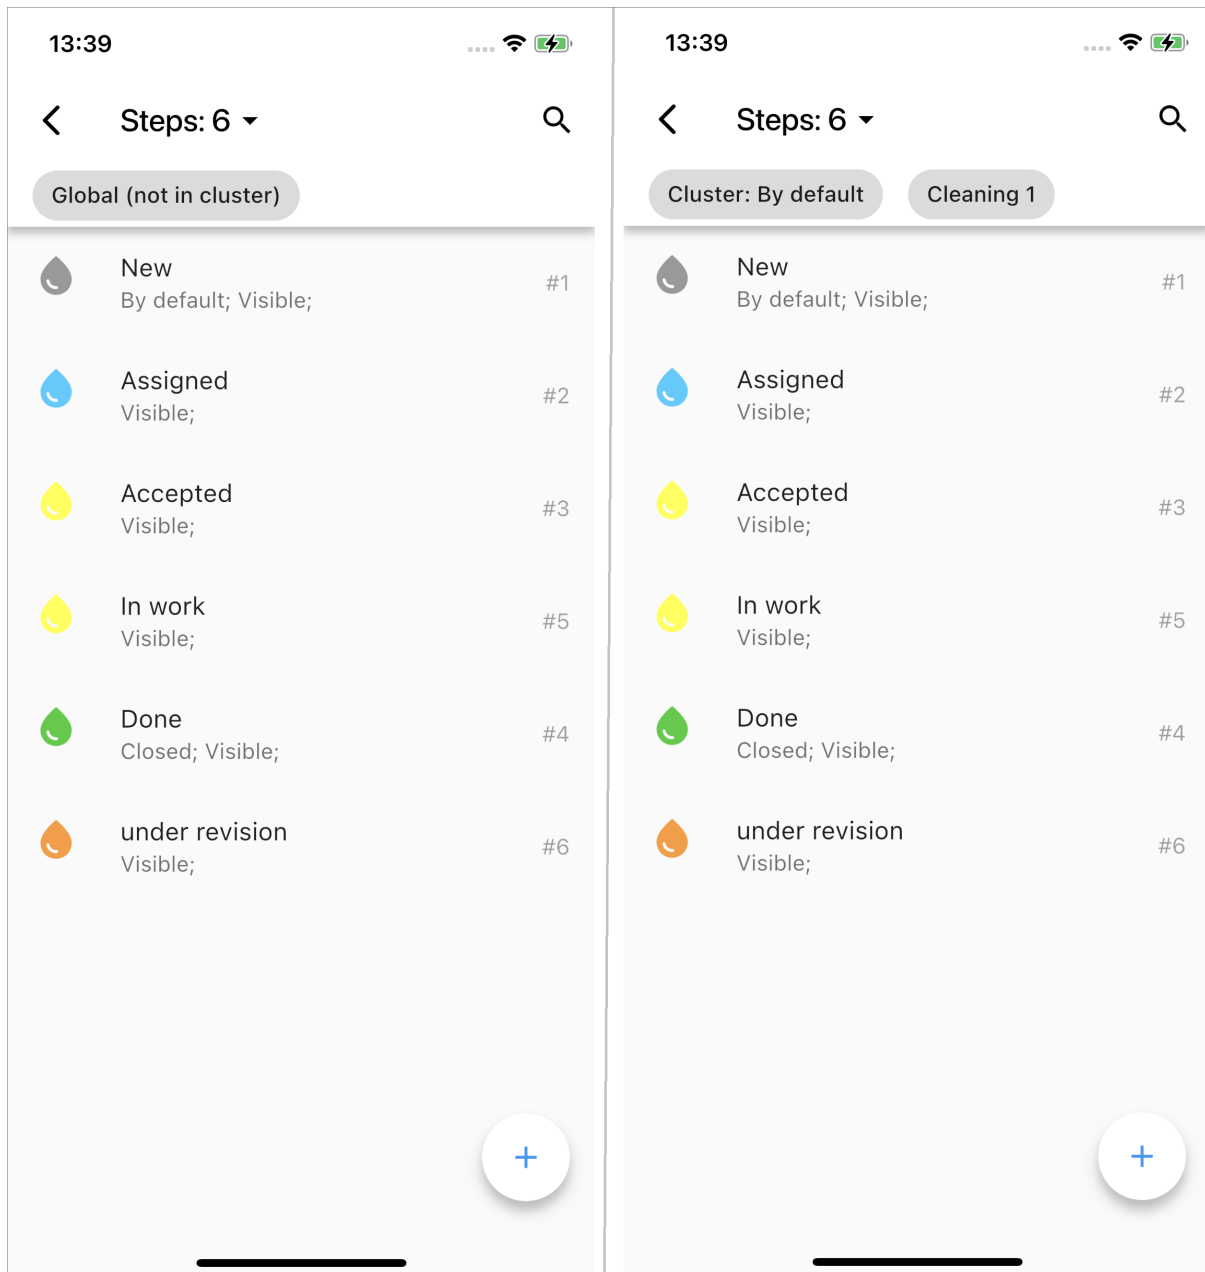 13:39
Steps: 6
Global (not in cluster)
New
By default; Visible;
#1
Assigned
Visible;
#2
Accepted
Visible;
#3
In work
Visible;
#5
Done
Closed; Visible;
#4
under revision
Visible;
#6
13:39
Steps: 6
Cluster: By default
Cleaning 1
New
By default; Visible;
#1
Assigned
Visible;
#2
Accepted
Visible;
#3
In work
Visible;
#5
Done
Closed; Visible;
#4
under revision
Visible;
#6